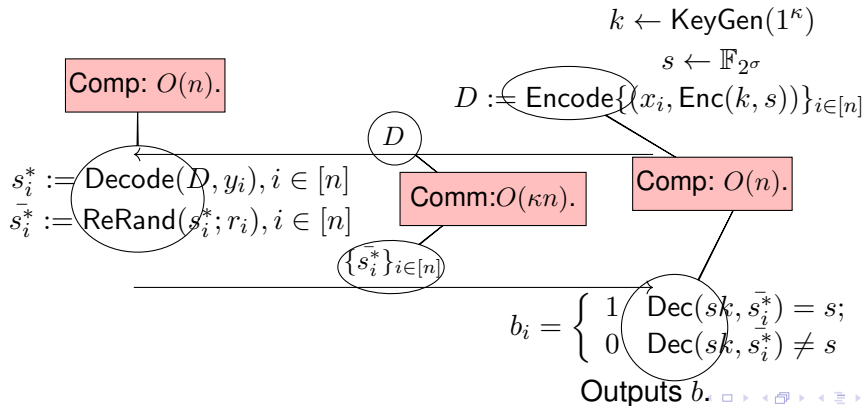 k ← KeyGen(1^κ)
s ← 𝔽_{2^σ}
D := Encode{(x_i, Enc(k, s))}_{i∈[n]}
Comp: O(n).
D
s_i^* := Decode(D, y_i), i ∈ [n]
s̄_i^* := ReRand(s_i^*; r_i), i ∈ [n]
Comm:O(κn).
Comp: O(n).
{s̄_i^*}_{i∈[n]}
b_i = { 1 Dec(sk, s̄_i^*) = s;
0 Dec(sk, s̄_i^*) ≠ s
Outputs b.